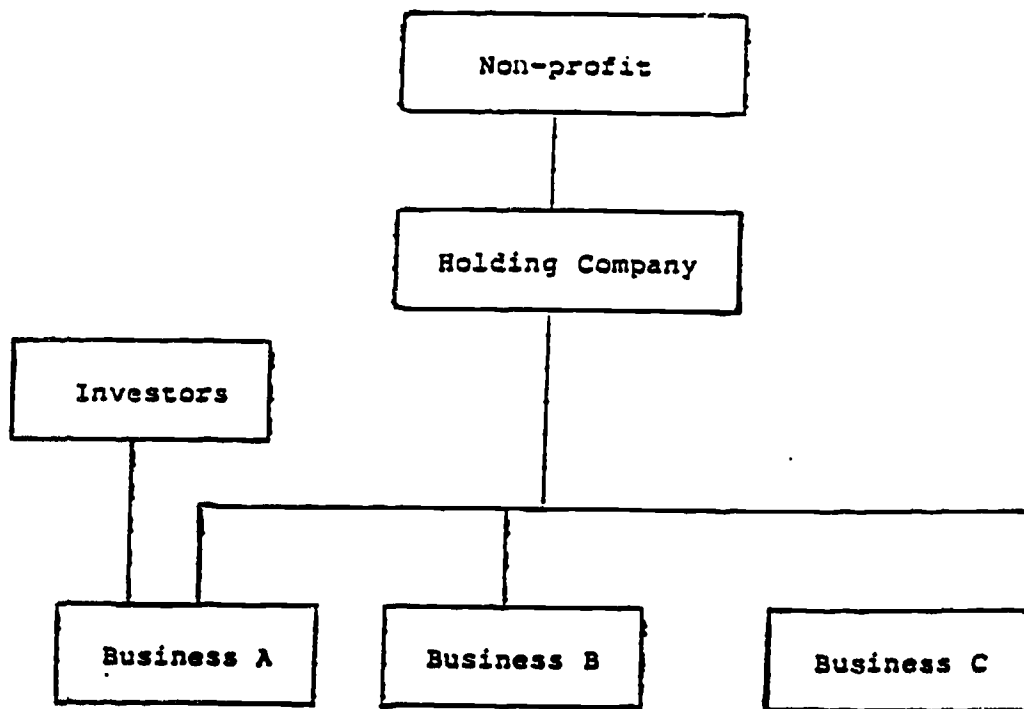 Non-profit
Holding Company
Investors
Business A
Business B
Business C